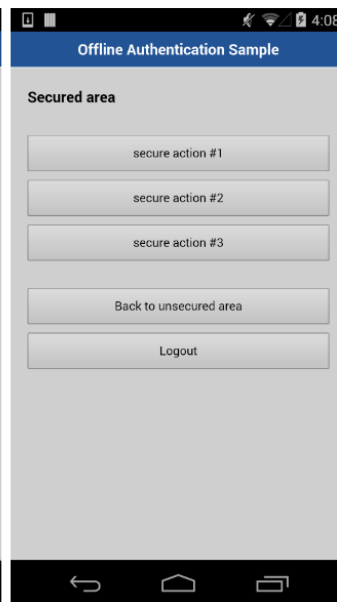 4:08
Offline Authentication Sample
Secured area
secure action #1
secure action #2
secure action #3
Back to unsecured area
Logout